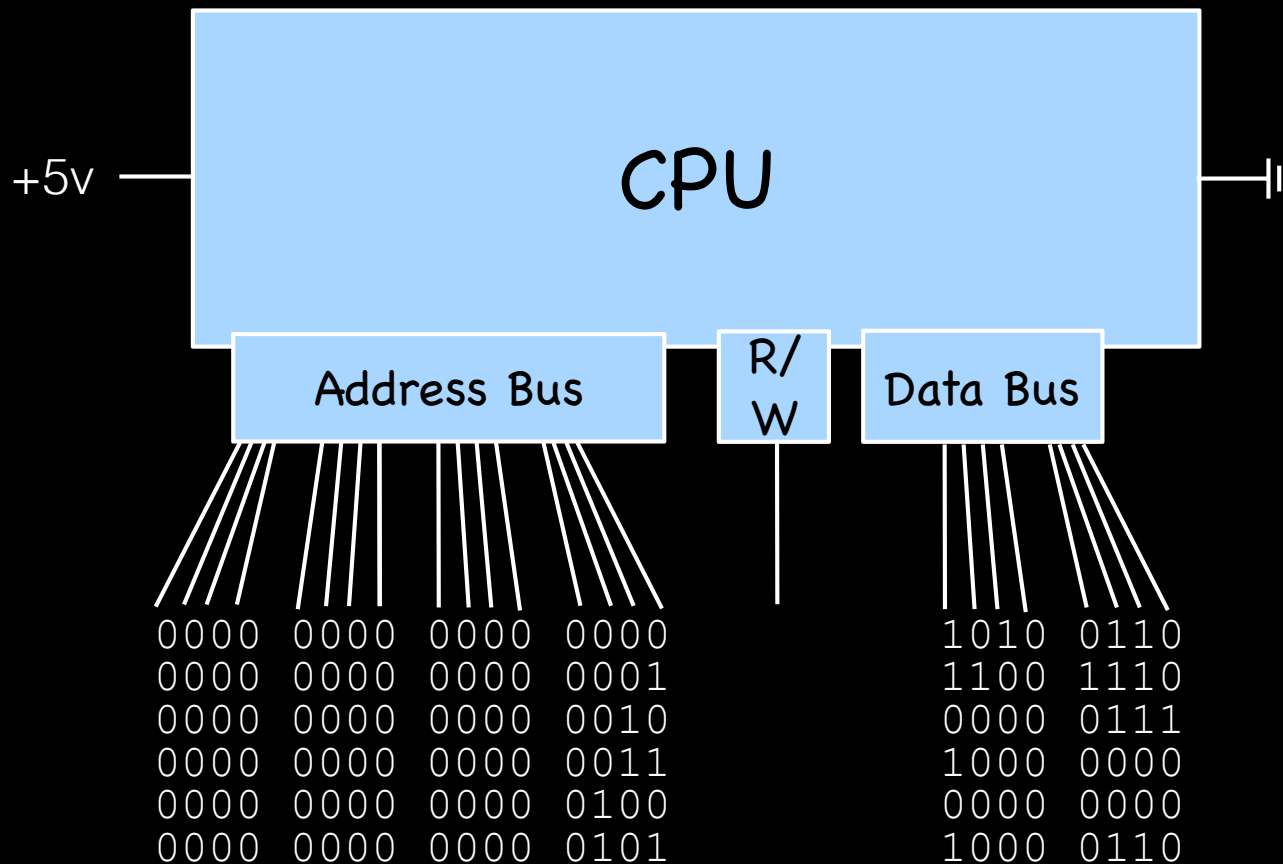 CPU
+5v
Address Bus
R/
W
Data Bus
0000 0000 0000 0000 1010 0110
0000 0000 0000 0001 1100 1110
0000 0000 0000 0010 0000 0111
0000 0000 0000 0011 1000 0000
0000 0000 0000 0100 0000 0000
0000 0000 0000 0101 1000 0110